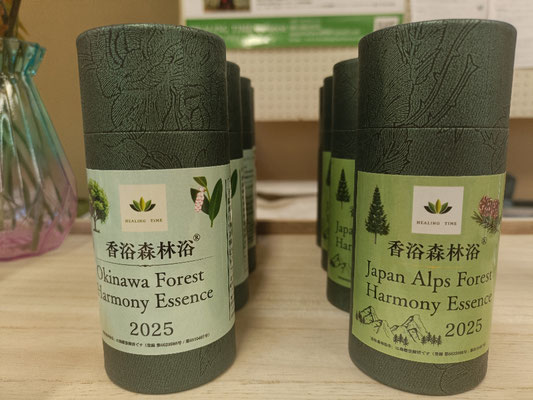 HEALING TIME
香浴森林浴®
Okinawa Forest
Harmony Essence
2025
HEALING TIME
香浴森林浴®
Japan Alps Forest
Harmony Essence
2025